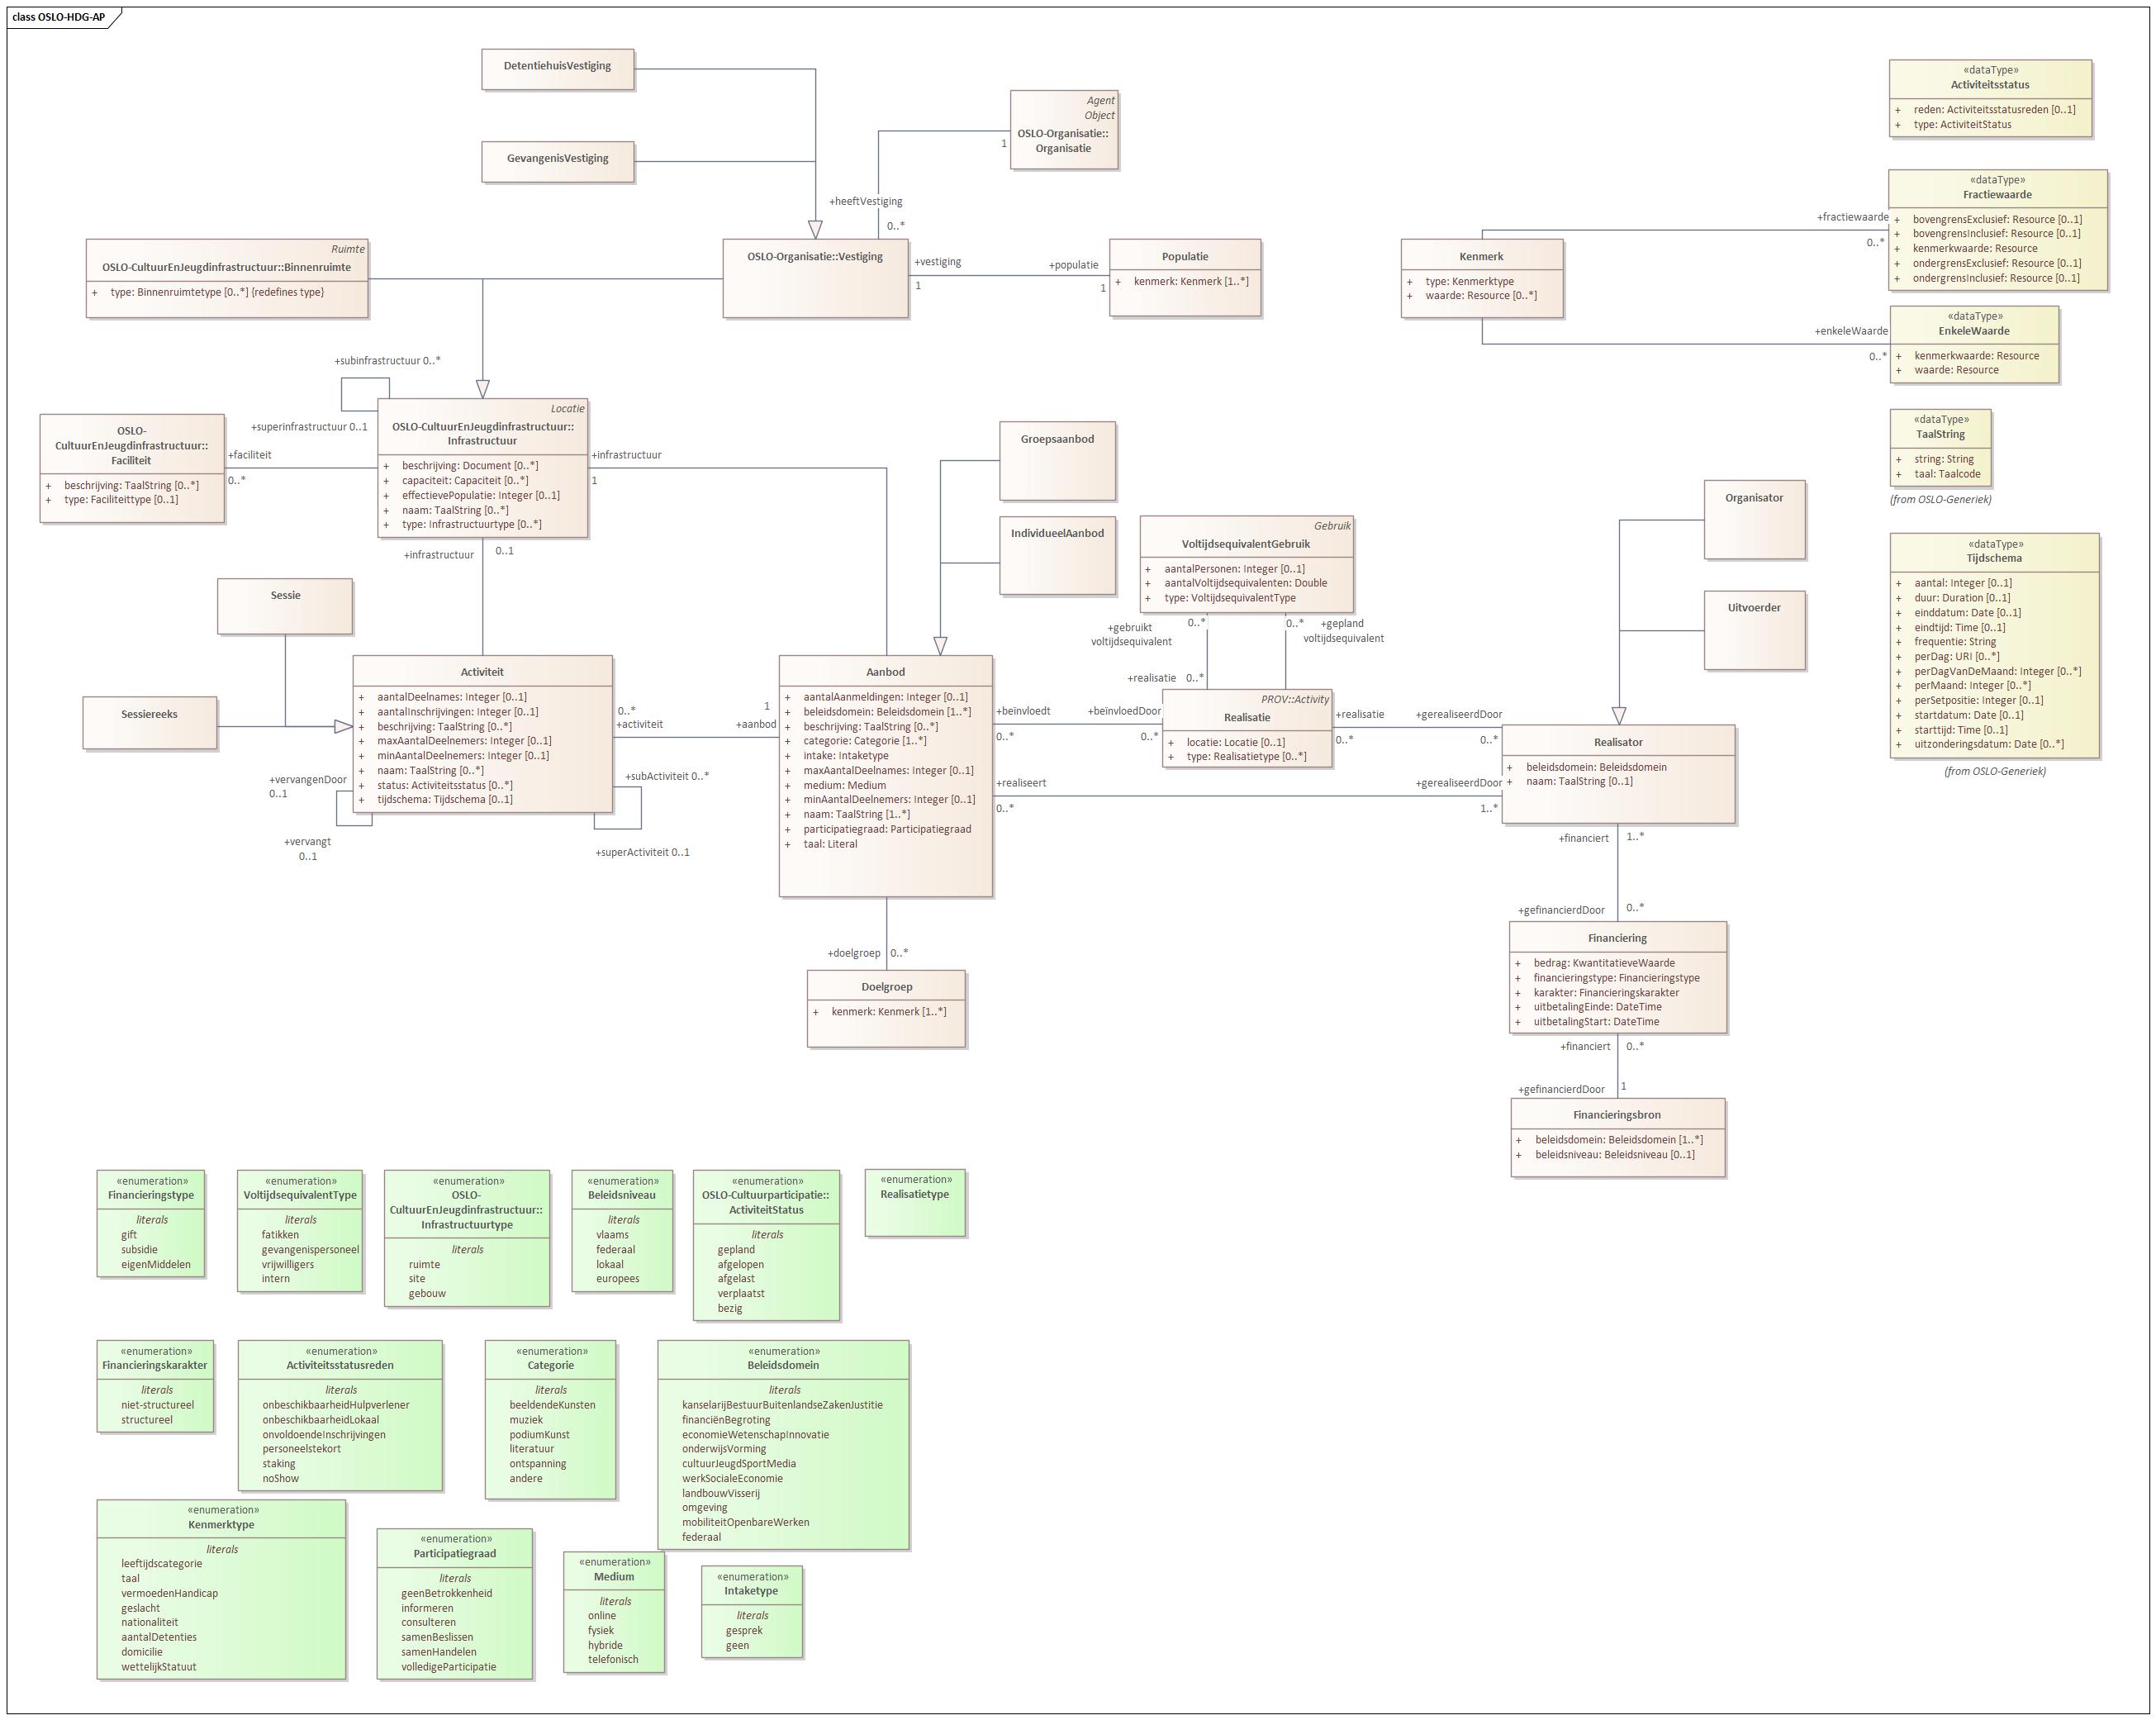 class OSLO-HDG-AP
DetentiehuisVestiging
GevangenisVestiging
Agent
Object
OSLO-Organisatie::
Organisatie
1
+heeftVestiging
0..*
Ruimte
OSLO-CultuurEnJeugdinfrastructuur::Binnenruimte
+ type: Binnenruimtetype [0..*] {redefines type}
OSLO-Organisatie::Vestiging
+vestiging
1
+populatie
1
Populatie
+ kenmerk: Kenmerk [1..*]
Kenmerk
+ type: Kenmerktype
+ waarde: Resource [0..*]
+fractiewaarde
0..*
+enkeleWaarde
0..*
«dataType»
Activiteitsstatus
+ reden: Activiteitsstatusreden [0..1]
+ type: ActiviteitStatus
«dataType»
Fractiewaarde
+ bovengrensExclusief: Resource [0..1]
+ bovengrensInclusief: Resource [0..1]
+ kenmerkwaarde: Resource
+ ondergrensExclusief: Resource [0..1]
+ ondergrensInclusief: Resource [0..1]
«dataType»
EnkeleWaarde
+ kenmerkwaarde: Resource
+ waarde: Resource
«dataType»
TaalString
+ string: String
+ taal: Taalcode
(from OSLO-Generiek)
«dataType»
Tijdschema
+ aantal: Integer [0..1]
+ duur: Duration [0..1]
+ einddatum: Date [0..1]
+ eindtijd: Time [0..1]
+ frequentie: String
+ perDag: URI [0..*]
+ perDagVanDeMaand: Integer [0..*]
+ perMaand: Integer [0..*]
+ perSetpositie: Integer [0..1]
+ startdatum: Date [0..1]
+ starttijd: Time [0..1]
+ uitzonderingsdatum: Date [0..*]
(from OSLO-Generiek)
+subinfrastructuur 0..*
+superinfrastructuur 0..1
OSLO-
CultuurEnJeugdinfrastructuur::
Faciliteit
+ beschrijving: TaalString [0..*]
+ type: Faciliteittype [0..1]
+faciliteit
0..*
Locatie
OSLO-CultuurEnJeugdinfrastructuur::
Infrastructuur
+ beschrijving: Document [0..*]
+ capaciteit: Capaciteit [0..*]
+ effectievePopulatie: Integer [0..1]
+ naam: TaalString [0..*]
+ type: Infrastructuurtype [0..*]
+infrastructuur
1
+infrastructuur
0..1
Groepsaanbod
IndividueelAanbod
Gebruik
VoltijdsequivalentGebruik
+ aantalPersonen: Integer [0..1]
+ aantalVoltijdsequivalenten: Double
+ type: VoltijdsequivalentType
+gebruikt
voltijdsequivalent
0..*
0..*
+gepland
voltijdsequivalent
+realisatie
0..*
Organisator
Uitvoerder
Sessie
Sessiereeks
Activiteit
+ aantalDeelnames: Integer [0..1]
+ aantalInschrijvingen: Integer [0..1]
+ beschrijving: TaalString [0..*]
+ maxAantalDeelnemers: Integer [0..1]
+ minAantalDeelnemers: Integer [0..1]
+ naam: TaalString [0..*]
+ status: Activiteitsstatus [0..*]
+ tijdschema: Tijdschema [0..1]
+vervangenDoor
0..1
+vervangt
0..1
0..*
+activiteit
1
+aanbod
+subActiviteit 0..*
+superActiviteit 0..1
Aanbod
+ aantalAanmeldingen: Integer [0..1]
+ beleidsdomein: Beleidsdomein [1..*]
+ beschrijving: TaalString [0..*]
+ categorie: Categorie [1..*]
+ intake: Intaketype
+ maxAantalDeelnames: Integer [0..1]
+ medium: Medium
+ minAantalDeelnemers: Integer [0..1]
+ naam: TaalString [1..*]
+ participatiegraad: Participatiegraad
+ taal: Literal
+beïnvloedt
0..*
+beïnvloedDoor
0..*
PROV::Activity
Realisatie
+ locatie: Locatie [0..1]
+ type: Realisatietype [0..*]
+realisatie
0..*
+gerealiseerdDoor
0..*
+realiseert
0..*
+gerealiseerdDoor
1..*
Realisator
+ beleidsdomein: Beleidsdomein
+ naam: TaalString [0..1]
+financiert
1..*
+gefinancierdDoor
0..*
Financiering
+ bedrag: KwantitatieveWaarde
+ financieringstype: Financieringstype
+ karakter: Financieringskarakter
+ uitbetalingEinde: DateTime
+ uitbetalingStart: DateTime
+financiert
0..*
+gefinancierdDoor
1
Financieringsbron
+ beleidsdomein: Beleidsdomein [1..*]
+ beleidsniveau: Beleidsniveau [0..1]
+doelgroep
0..*
Doelgroep
+ kenmerk: Kenmerk [1..*]
«enumeration»
Financieringstype
literals
gift
subsidie
eigenMiddelen
«enumeration»
VoltijdsequivalentType
literals
fatikken
gevangenispersoneel
vrijwilligers
intern
«enumeration»
OSLO-
CultuurEnJeugdinfrastructuur::
Infrastructuurtype
literals
ruimte
site
gebouw
«enumeration»
Beleidsniveau
literals
vlaams
federaal
lokaal
europees
«enumeration»
OSLO-Cultuurparticipatie::
ActiviteitStatus
literals
gepland
afgelopen
afgelast
verplaatst
bezig
«enumeration»
Realisatietype
«enumeration»
Financieringskarakter
literals
niet-structureel
structureel
«enumeration»
Activiteitsstatusreden
literals
onbeschikbaarheidHulpverlener
onbeschikbaarheidLokaal
onvoldoendeInschrijvingen
personeelstekort
staking
noShow
«enumeration»
Categorie
literals
beeldendeKunsten
muziek
podiumKunst
literatuur
ontspanning
andere
«enumeration»
Beleidsdomein
literals
kanselarijBestuurBuitenlandseZakenJustitie
financiënBegroting
economieWetenschapInnovatie
onderwijsVorming
cultuurJeugdSportMedia
werkSocialeEconomie
landbouwVisserij
omgeving
mobiliteitOpenbareWerken
federaal
«enumeration»
Kenmerktype
literals
leeftijdscategorie
taal
vermoedenHandicap
geslacht
nationaliteit
aantalDetenties
domicilie
wettelijkStatuut
«enumeration»
Participatiegraad
literals
geenBetrokkenheid
informeren
consulteren
samenBeslissen
samenHandelen
volledigeParticipatie
«enumeration»
Medium
literals
online
fysiek
hybride
telefonisch
«enumeration»
Intaketype
literals
gesprek
geen